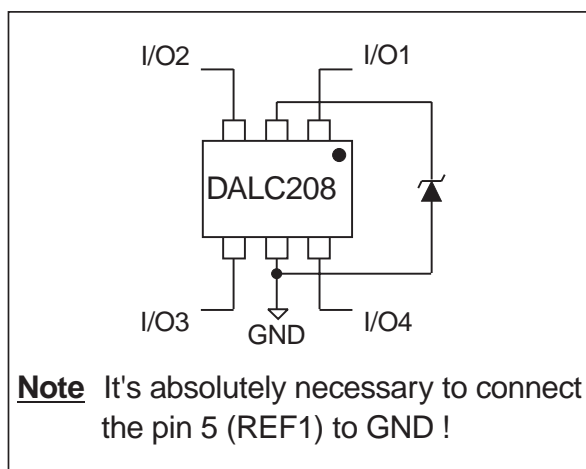 I/O2
I/O1
DALC208
I/O3
I/O4
GND
Note It's absolutely necessary to connect
the pin 5 (REF1) to GND !